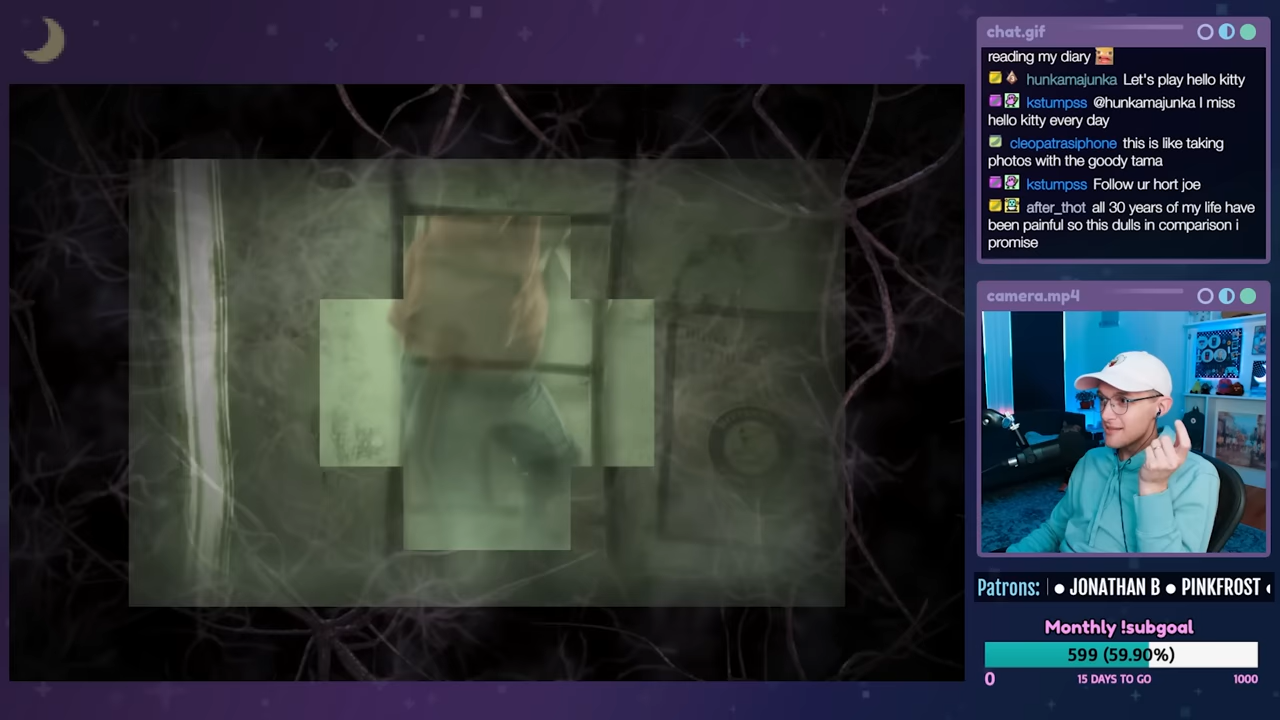 chat.gif
reading my diary
hunkamajunka Let's play hello kitty
kstumpss @hunkamajunka I miss
hello kitty every day
cleopatrasiphone this is like taking
photos with the goody tama
kstumpss Follow ur hort joe
after_thot all 30 years of my life have
been painful so this dulls in comparison i
promise
camera.mp4
Patrons: ● JONATHAN B ● PINKFROST
Monthly !subgoal
599 (59.90%)
0 15 DAYS TO GO 1000